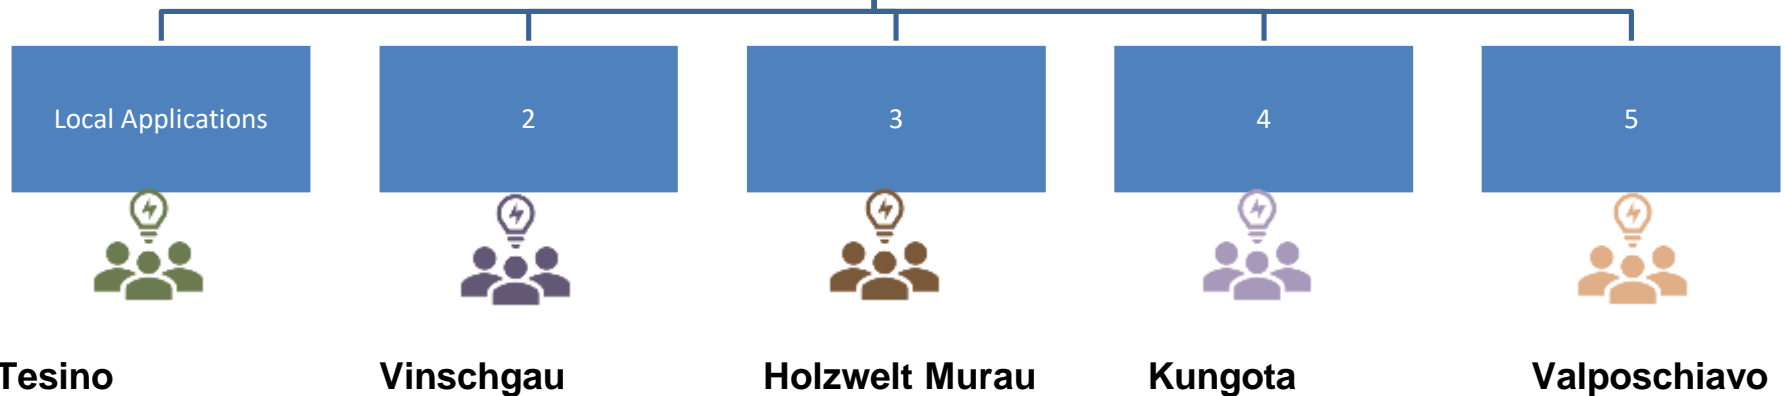 Local Applications
2
3
4
5
Tesino
Vinschgau
Holzwelt Murau
Kungota
Valposchiavo